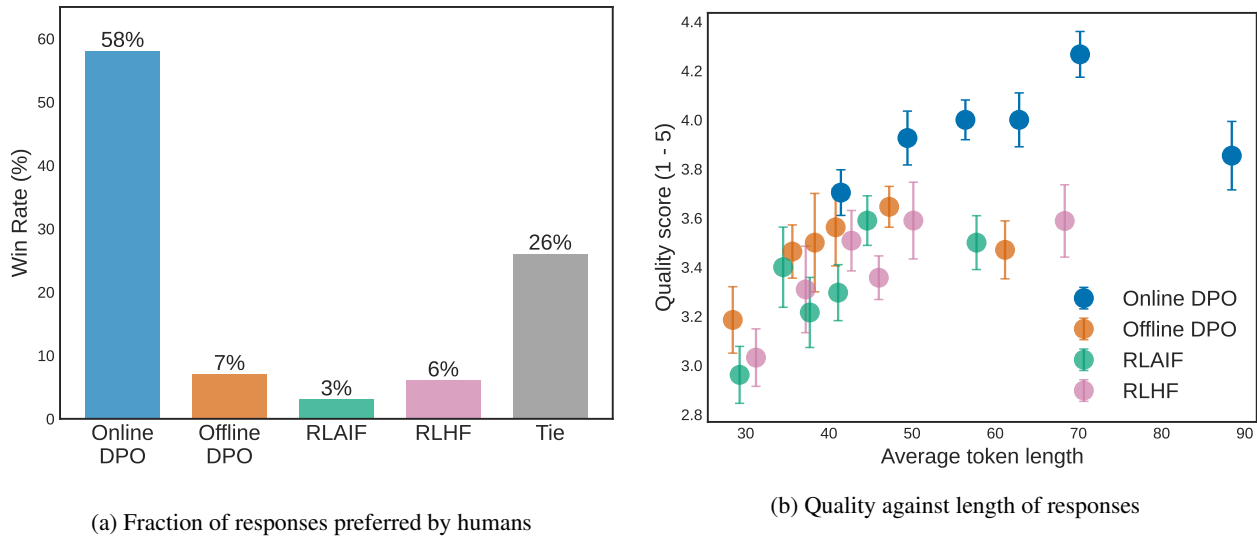 Win Rate (%)
60
50
40
30
20
10
0
58%
7%
3%
6%
26%
Online
DPO
Offline
DPO
RLAIF
RLHF
Tie
(a) Fraction of responses preferred by humans
Quality score (1 - 5)
4.4
4.2
4.0
3.8
3.6
3.4
3.2
3.0
2.8
Online DPO
Offline DPO
RLAIF
RLHF
30 40 50 60 70 80 90
Average token length
(b) Quality against length of responses